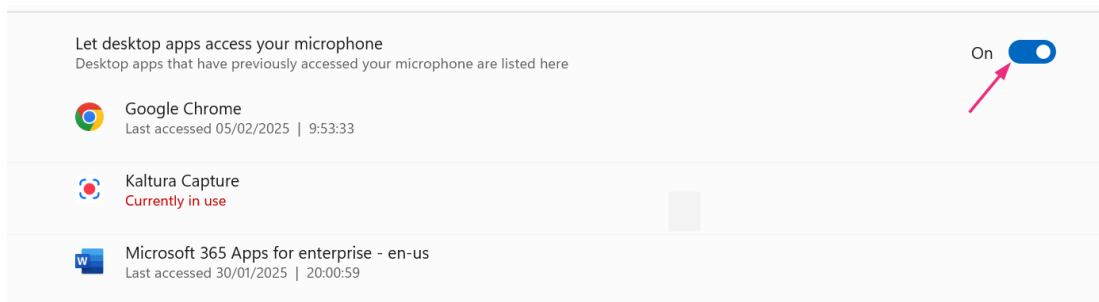 Let desktop apps access your microphone
Desktop apps that have previously accessed your microphone are listed here
On
Google Chrome
Last accessed 05/02/2025 | 9:53:33
Kaltura Capture
Currently in use
W
Microsoft 365 Apps for enterprise - en-us
Last accessed 30/01/2025 | 20:00:59